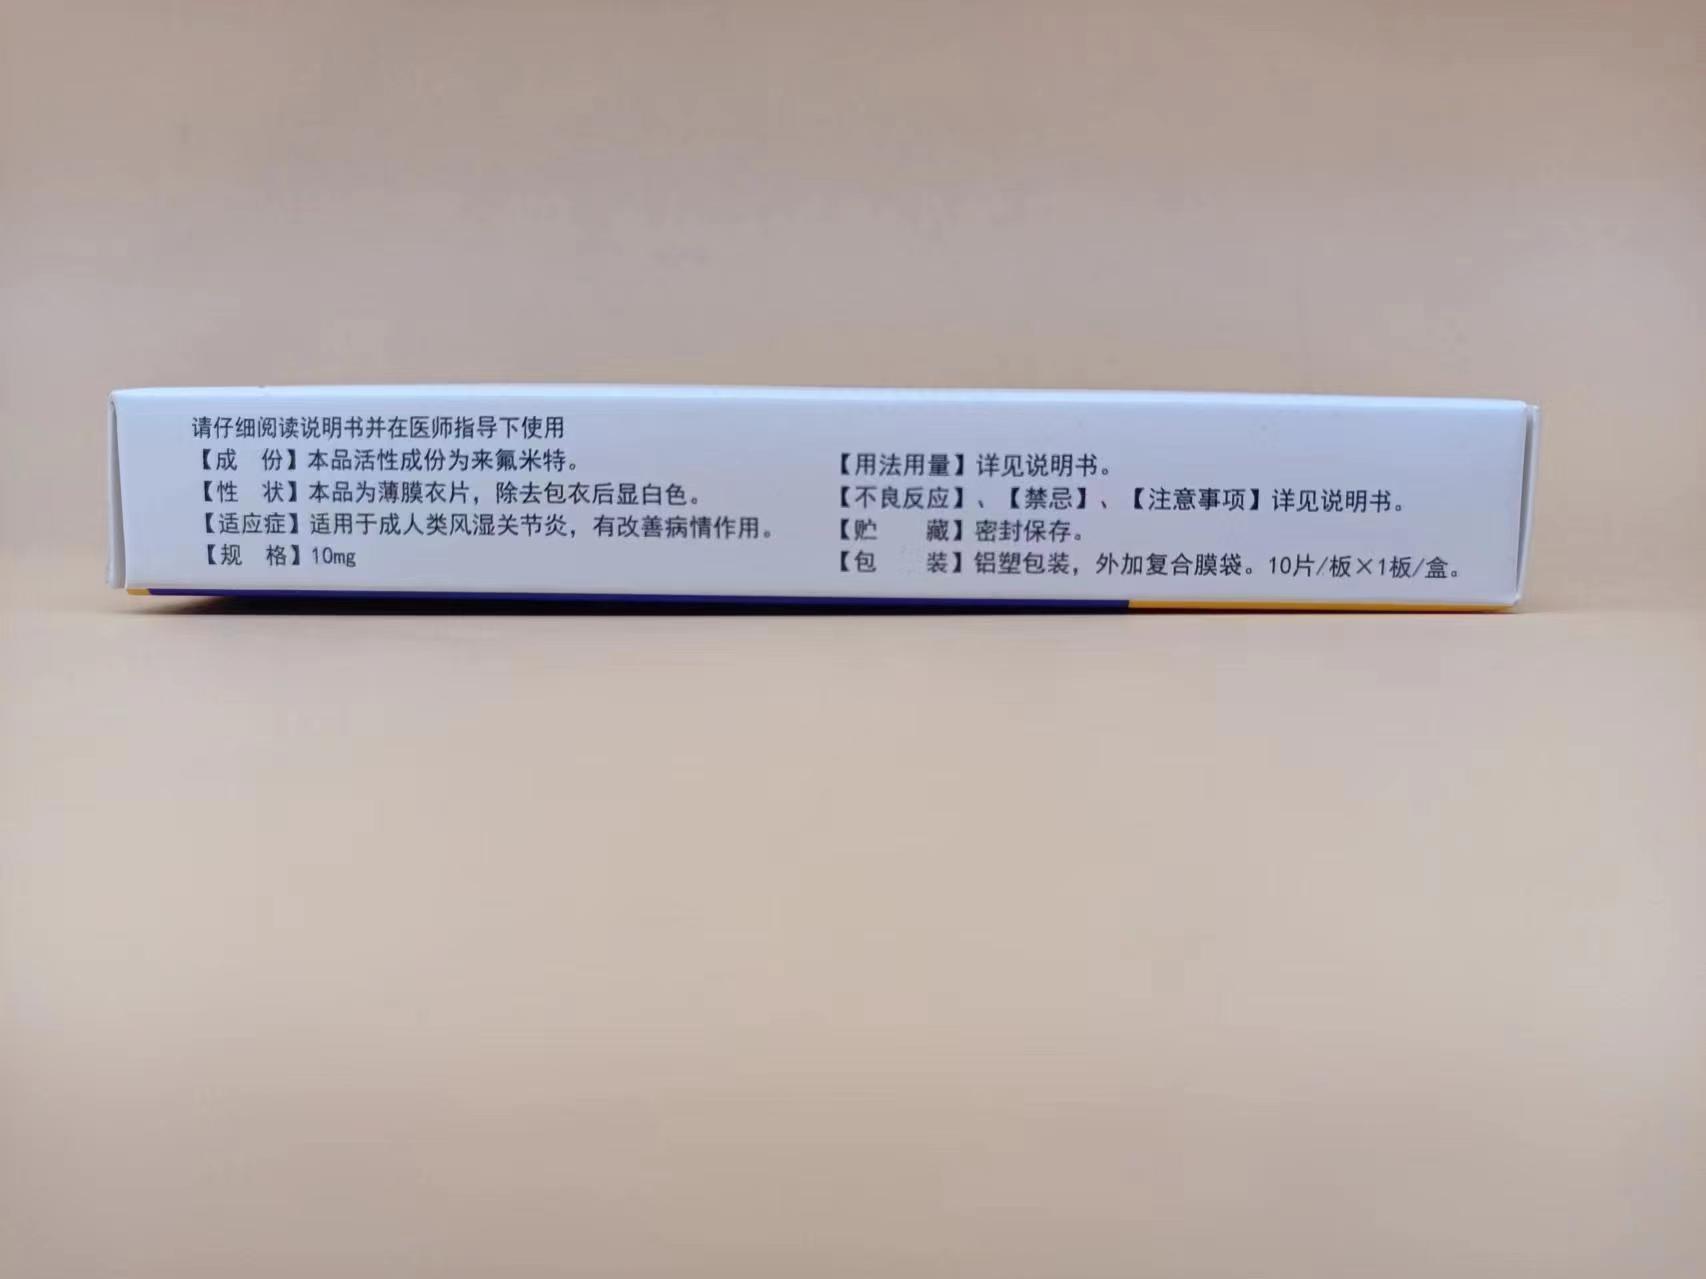 请仔细阅读说明书并在医师指导下使用
【成　份】本品活性成份为来氟米特。
【性　状】本品为薄膜衣片，除去包衣后显白色。
【适应症】适用于成人类风湿关节炎，有改善病情作用。
【规　格】10mg
【用法用量】详见说明书。
【不良反应】、【禁忌】、【注意事项】详见说明书。
【贮　　藏】密封保存。
【包　　装】铝塑包装，外加复合膜袋。10片/板×1板/盒。